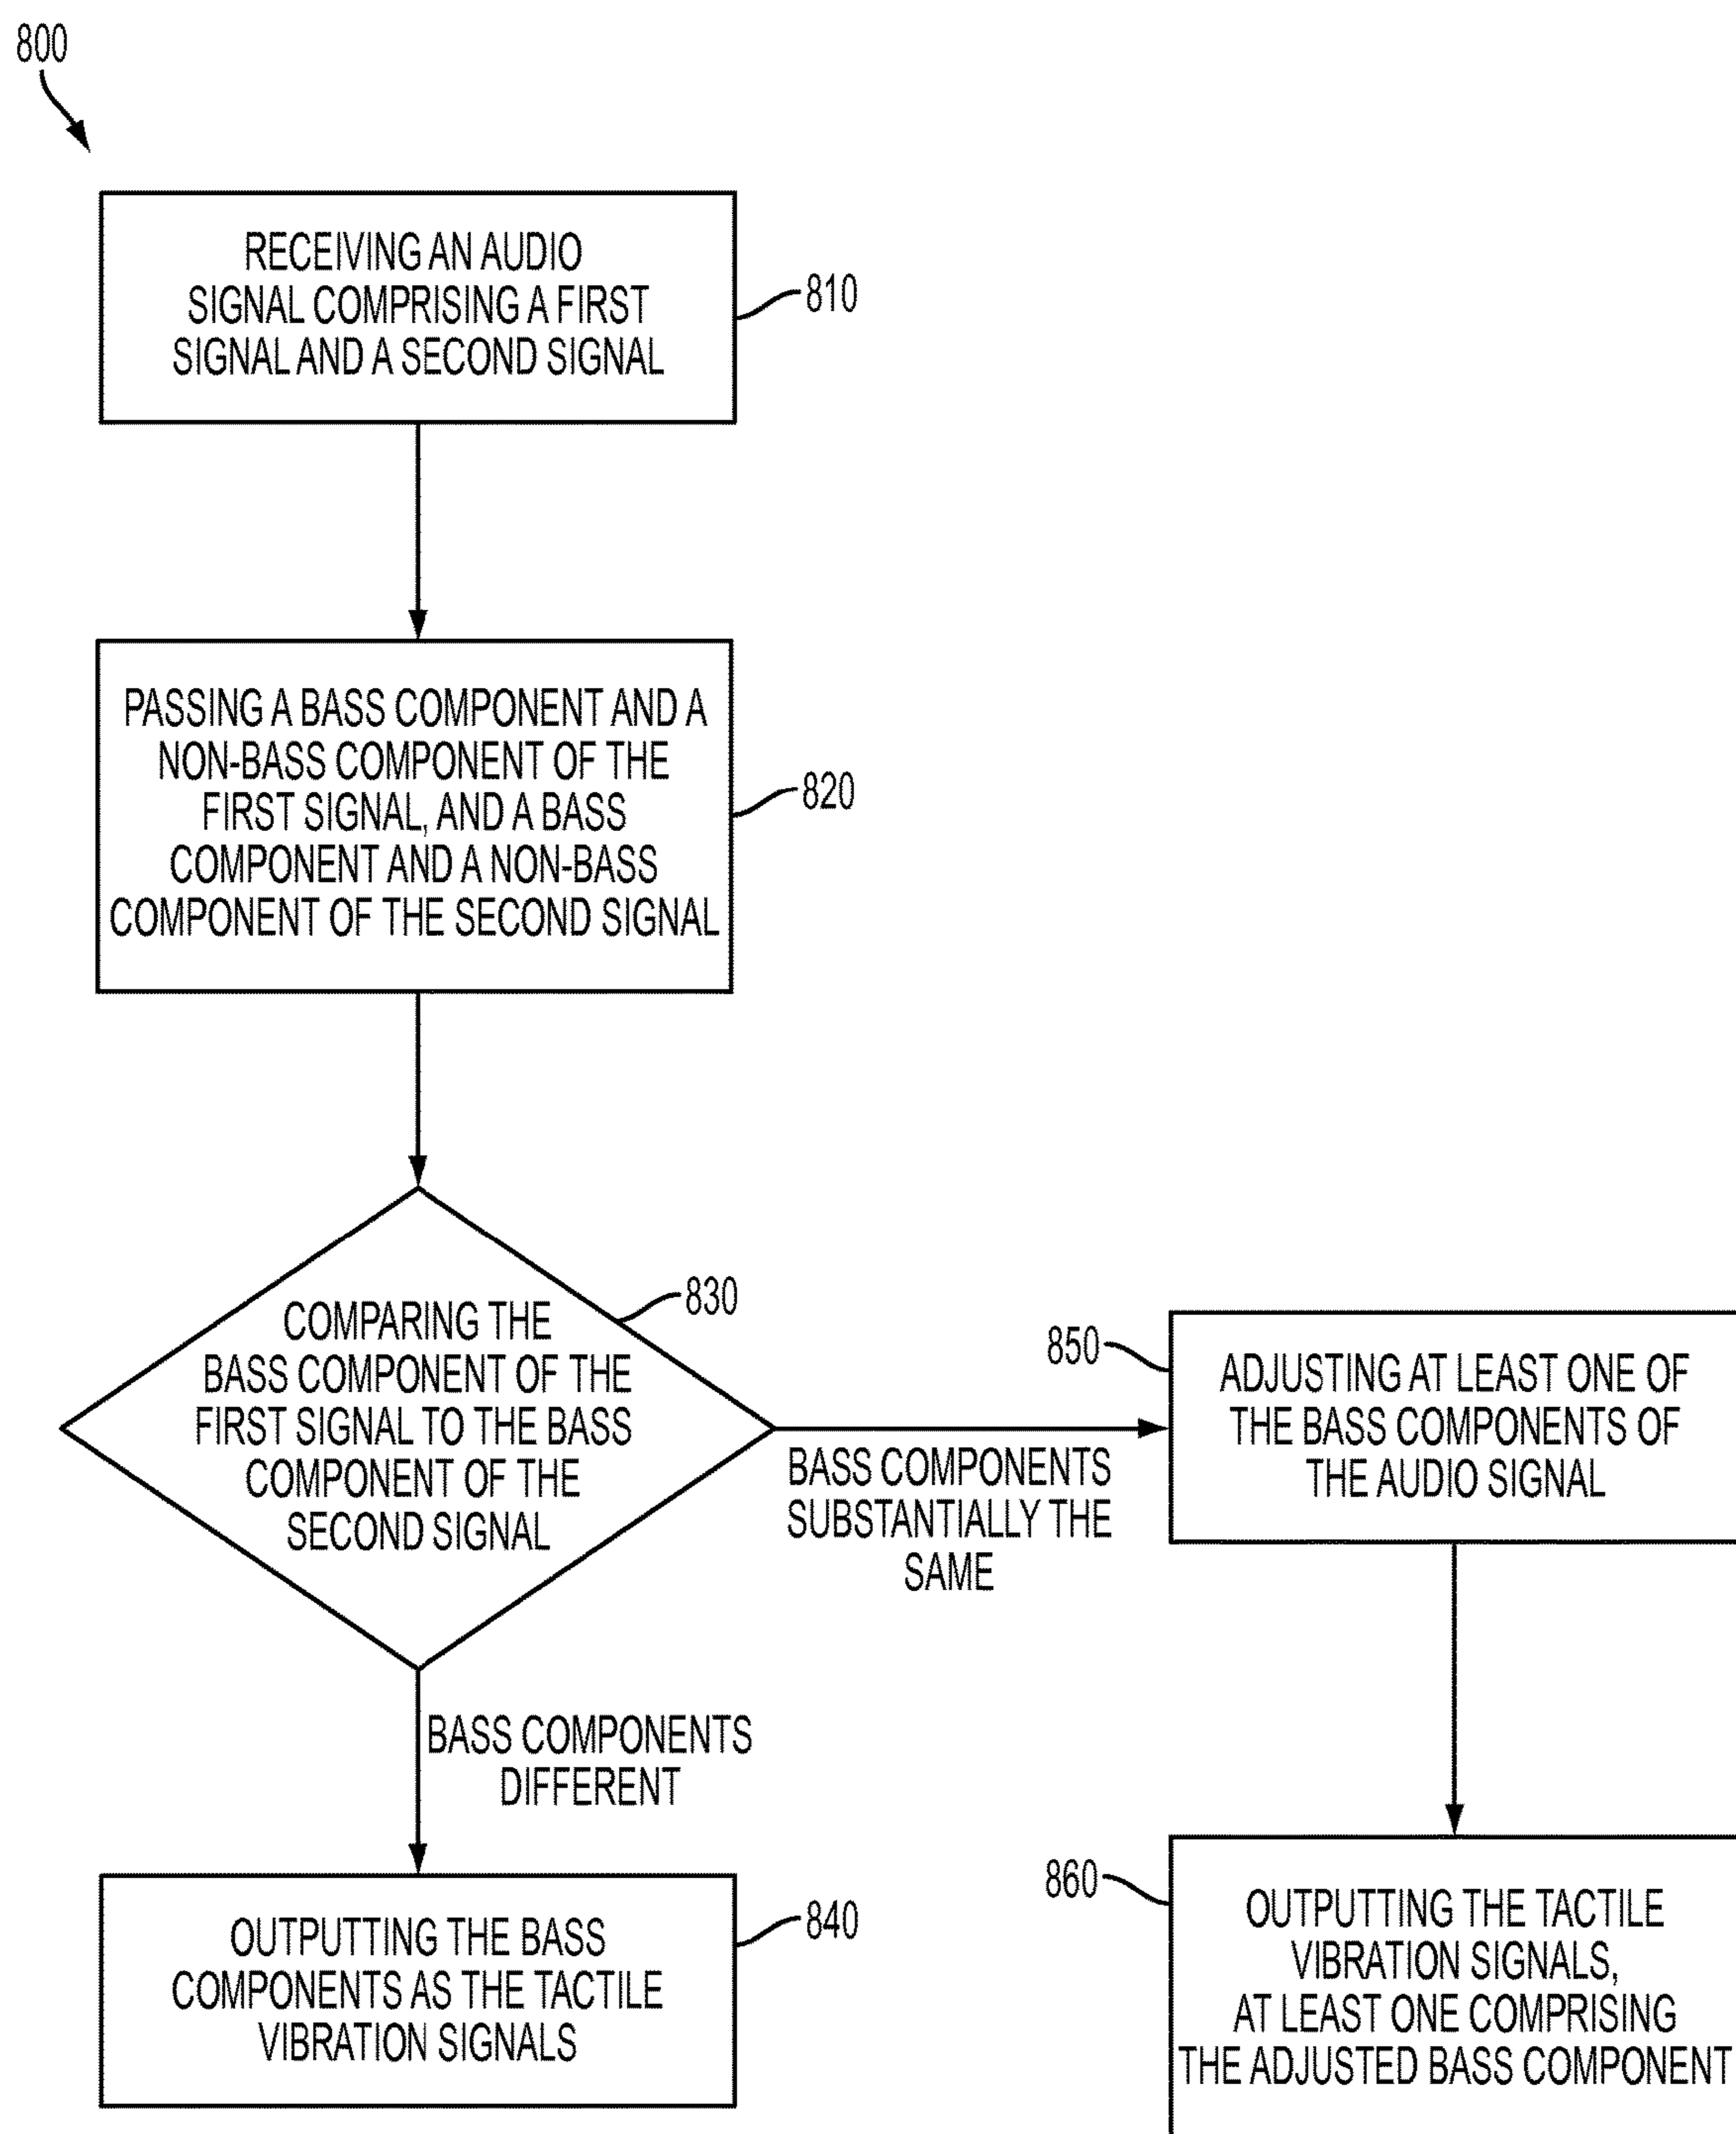 800
RECEIVING AN AUDIO
SIGNAL COMPRISING A FIRST
SIGNAL AND A SECOND SIGNAL
810
PASSING A BASS COMPONENT AND A
NON-BASS COMPONENT OF THE
FIRST SIGNAL, AND A BASS
COMPONENT AND A NON-BASS
COMPONENT OF THE SECOND SIGNAL
820
COMPARING THE
BASS COMPONENT OF THE
FIRST SIGNAL TO THE BASS
COMPONENT OF THE
SECOND SIGNAL
830
BASS COMPONENTS
SUBSTANTIALLY THE
SAME
850
ADJUSTING AT LEAST ONE OF
THE BASS COMPONENTS OF
THE AUDIO SIGNAL
BASS COMPONENTS
DIFFERENT
OUTPUTTING THE BASS
COMPONENTS AS THE TACTILE
VIBRATION SIGNALS
840
860
OUTPUTTING THE TACTILE
VIBRATION SIGNALS,
AT LEAST ONE COMPRISING
THE ADJUSTED BASS COMPONENT